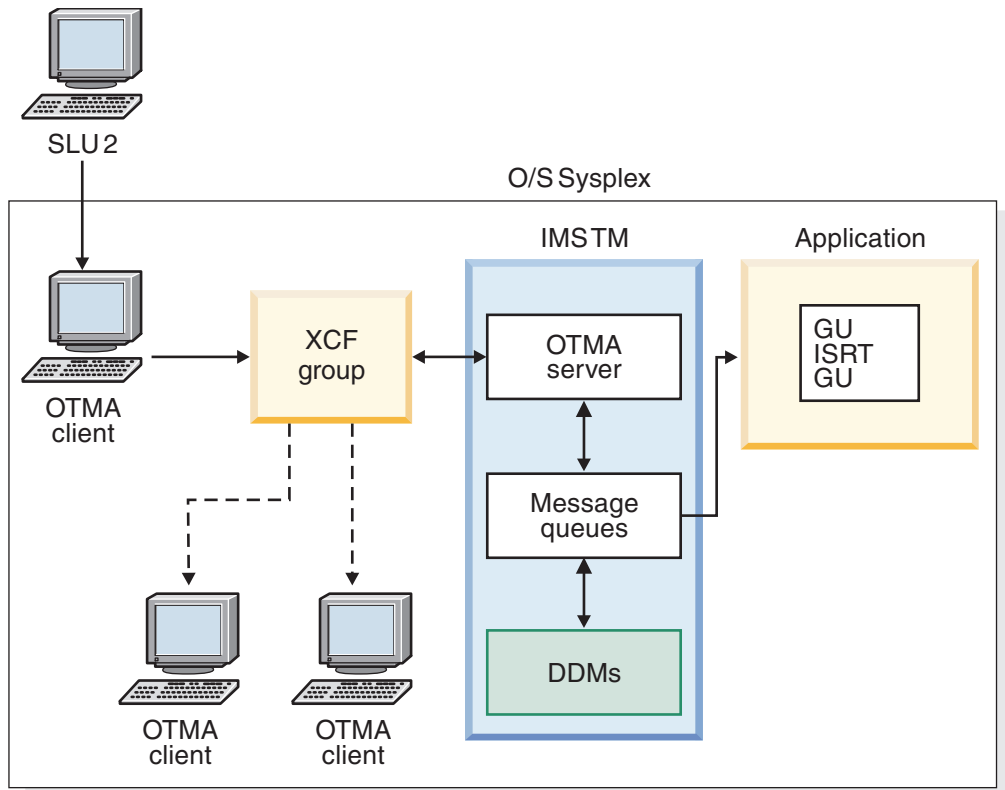 SLU 2
O/S Sysplex
IMS TM
Application
XCF
group
OTMA
server
GU
ISRT
GU
OTMA
client
Message
queues
DDMs
OTMA
client
OTMA
client